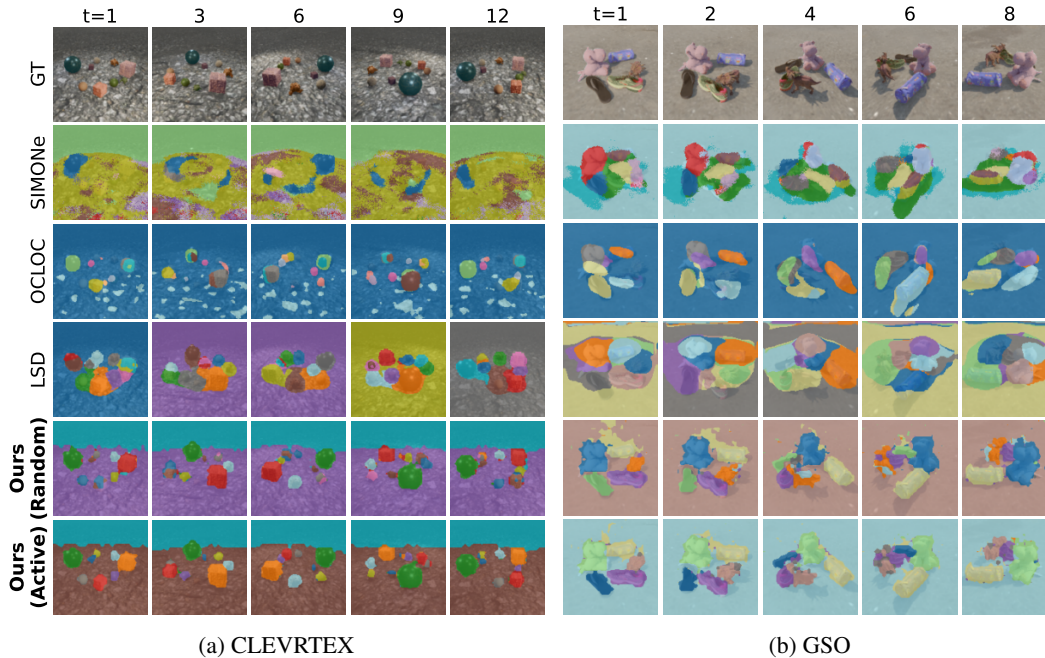 t=1 3 6 9 12 t=1 2 4 6 8
GT
SIMONe
OCLOC
LSD
Ours
(Random)
Ours
(Active)
(a) CLEVRTEX (b) GSO